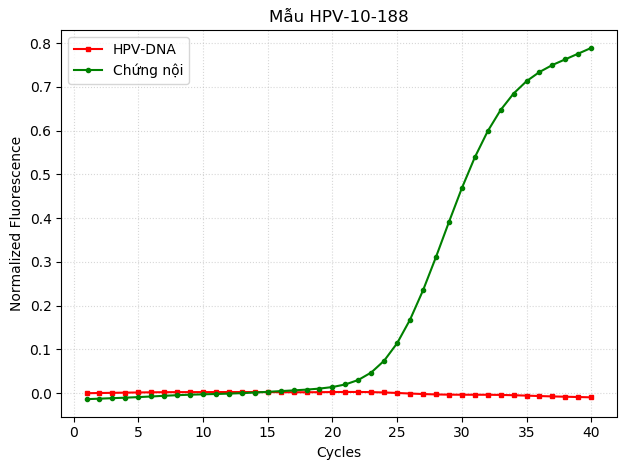 Mẫu HPV-10-188
HPV-DNA
Chứng nội
Normalized Fluorescence
0.8
0.7
0.6
0.5
0.4
0.3
0.2
0.1
0.0
0 5 10 15 20 25 30 35 40
Cycles